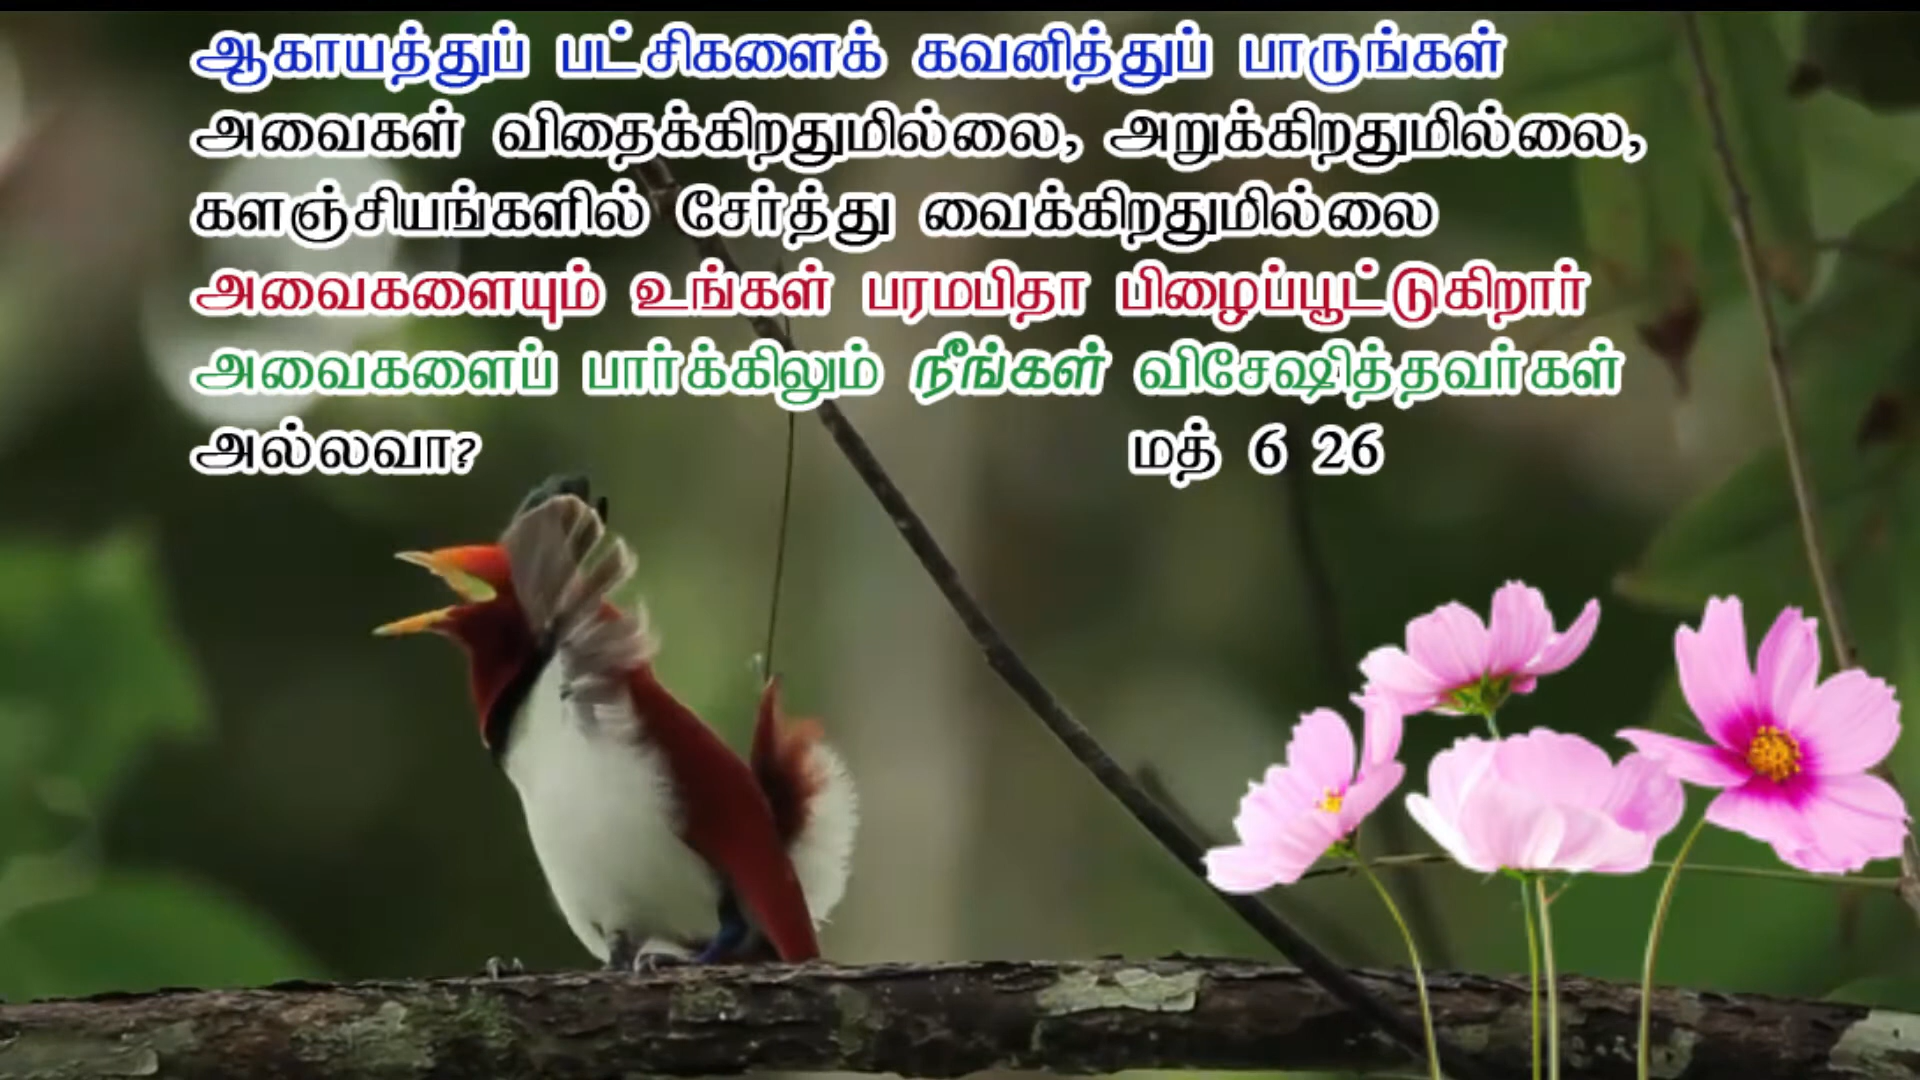 ஆகாயத்துப் பட்சிகளைக் கவனித்துப் பாருங்கள்
அவைகள் விதைக்கிறதுமில்லை, அறுக்கிறதுமில்லை,
களஞ்சியங்களில் சேர்த்து வைக்கிறதுமில்லை
அவைகளையும் உங்கள் பரமபிதா பிழைப்பூட்டுகிறார்
அவைகளைப் பார்க்கிலும் நீங்கள் விசேஷித்தவர்கள்
அல்லவா? மத் 6 26